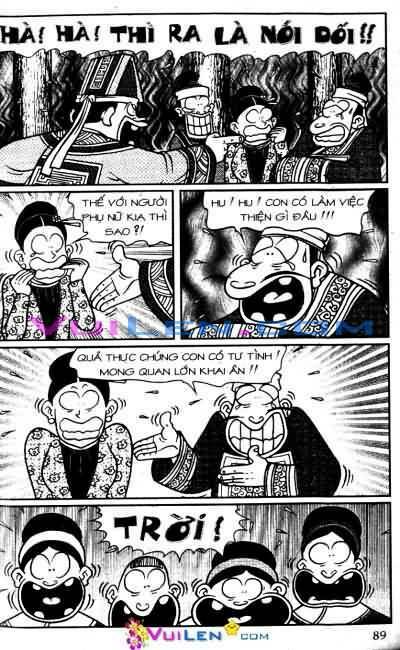 HÀ! HÀ! THÌ RA LÀ NÓI DỐI!!
THẾ VỚI NGƯỜI
PHỤ NỮ KIA THÌ
SAO?!
HU! HU! CON CÓ LÀM VIỆC
THIỆN GÌ ĐÂU!!!
VUILEN.COM
QUẢ THỰC CHÚNG CON CÓ TƯ TÌNH!
MONG QUAN LỚN KHAI ÂN!!
TRỜI!
89
VUILEN.COM